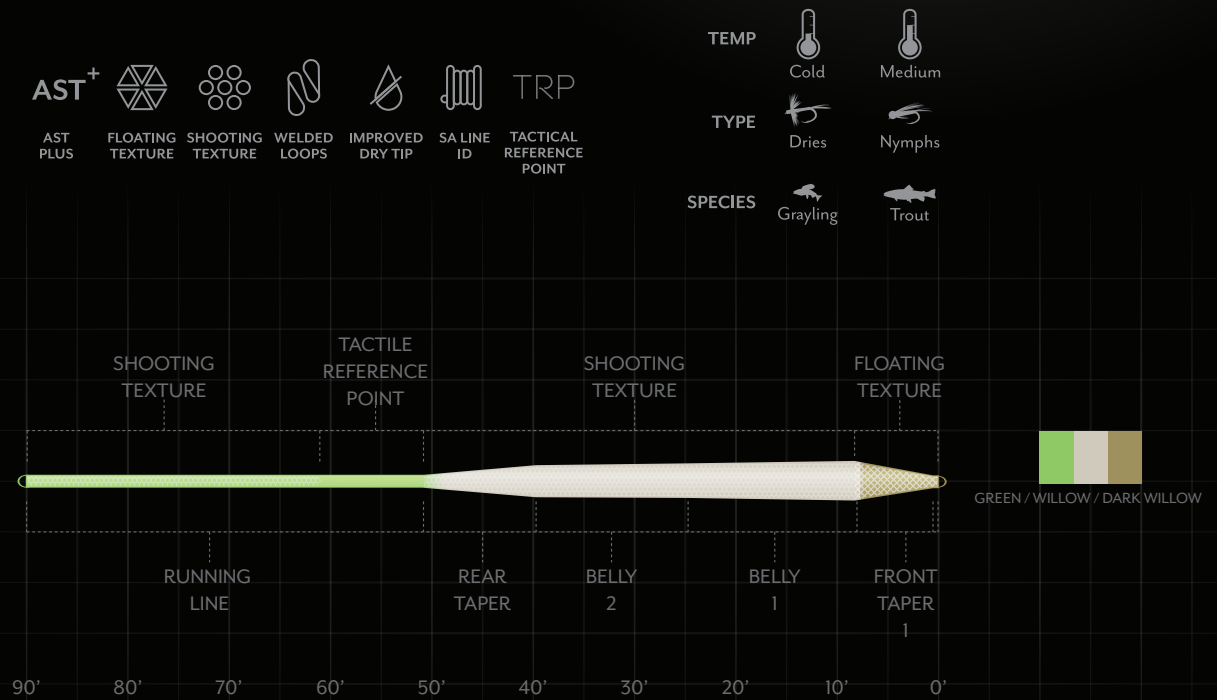 AST+
TRP
AST
PLUS
FLOATING
TEXTURE
SHOOTING
TEXTURE
WELDED
LOOPS
IMPROVED
DRY TIP
SA LINE
ID
TACTICAL
REFERENCE
POINT
TEMP
Cold
Medium
TYPE
Dries
Nymphs
SPECIES
Grayling
Trout
SHOOTING
TEXTURE
TACTILE
REFERENCE
POINT
SHOOTING
TEXTURE
FLOATING
TEXTURE
GREEN / WILLOW / DARK WILLOW
RUNNING
LINE
REAR
TAPER
BELLY
2
BELLY
1
FRONT
TAPER
1
90’ 80’ 70’ 60’ 50’ 40’ 30’ 20’ 10’ 0’